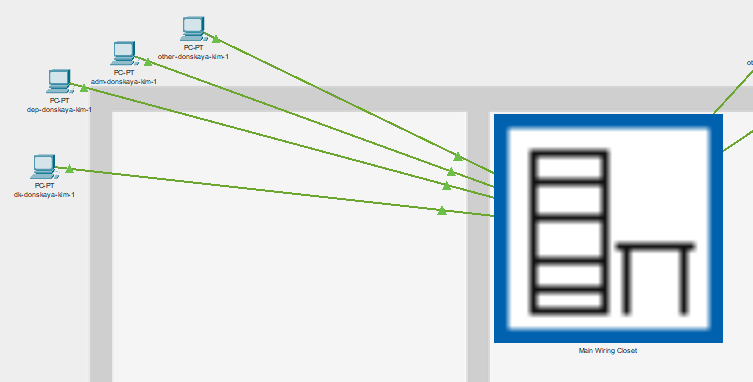 PC-PT
other-donskaya-kim-1
PC-PT
adm-donskaya-kim-1
ot
PC-PT
dep-donskaya-kim-1
PC-PT
dk-donskaya-kim-1
Main Wiring Closet